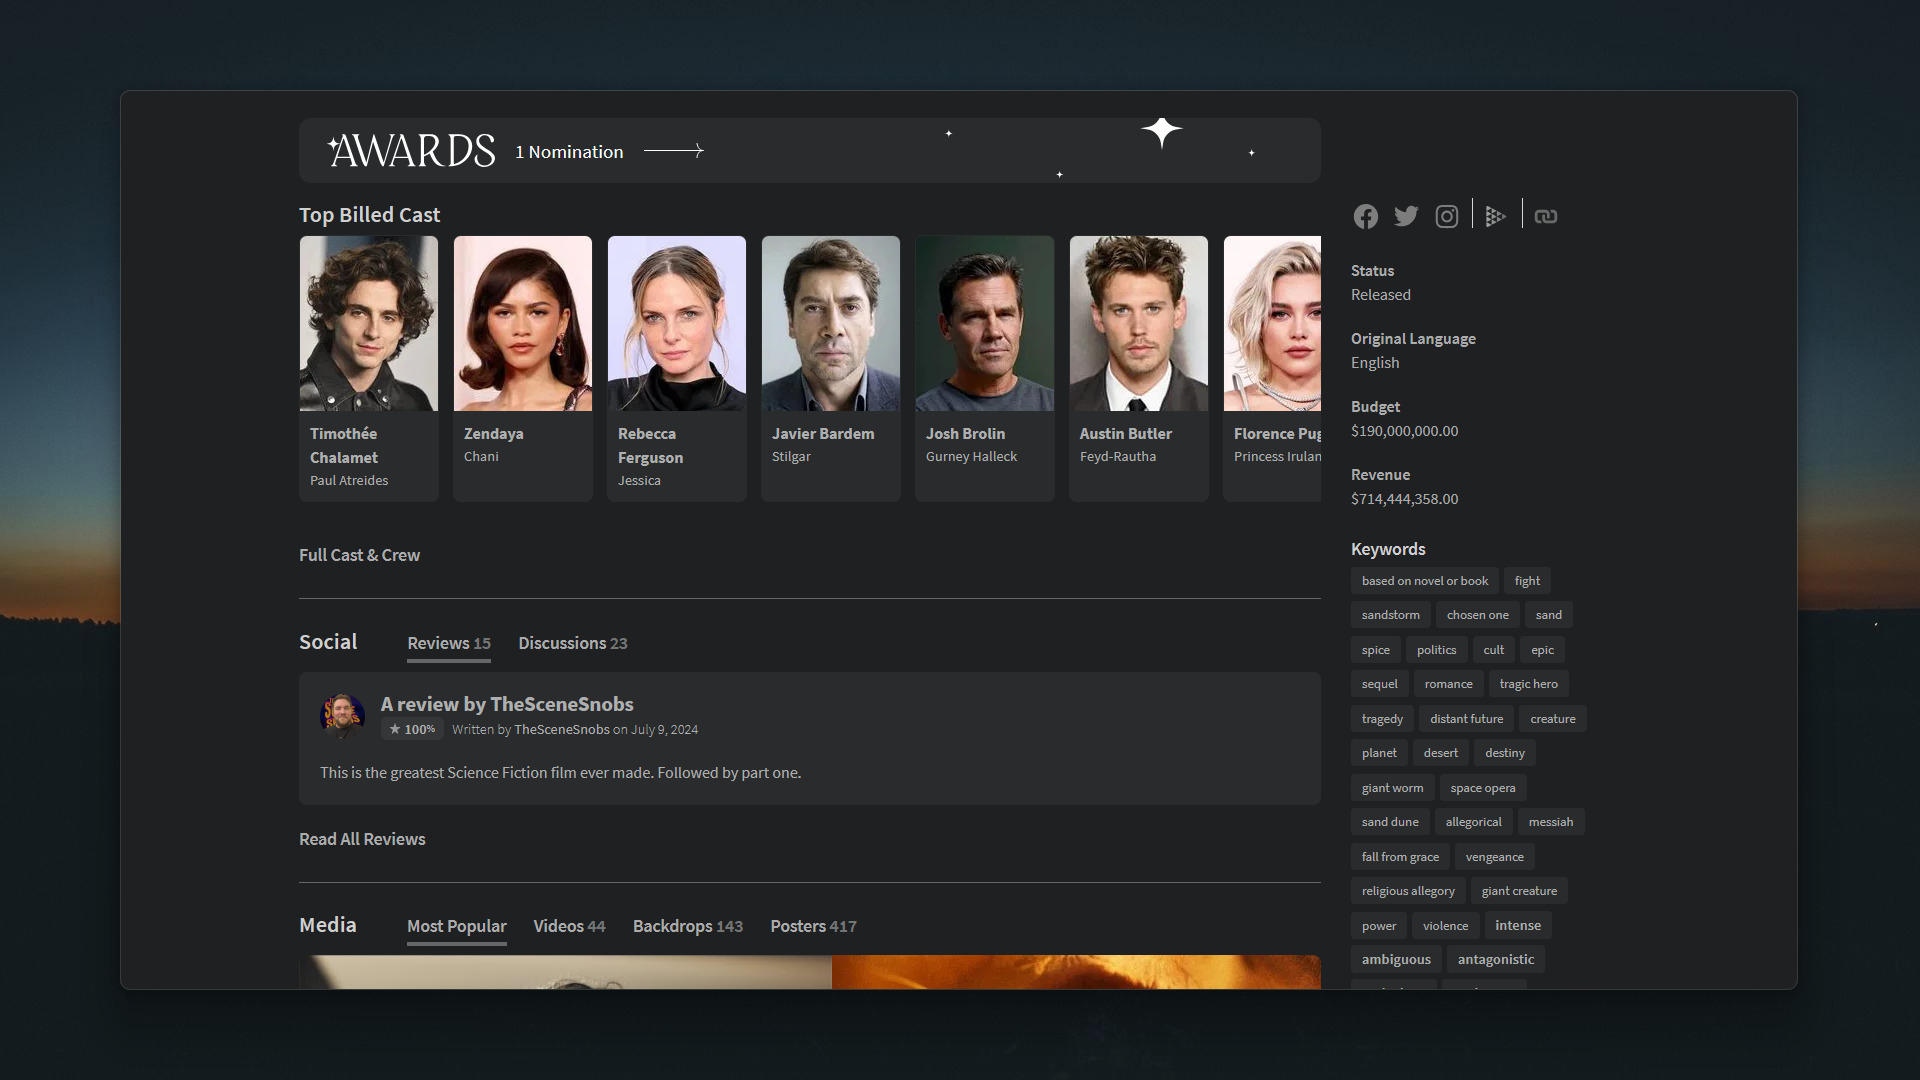 AWARDS 1 Nomination
Top Billed Cast
Timothée
Chalamet
Paul Atreides
Zendaya
Chani
Rebecca
Ferguson
Jessica
Javier Bardem
Stilgar
Josh Brolin
Gurney Halleck
Austin Butler
Feyd-Rautha
Florence Pug
Princess Irulan
Full Cast & Crew
Social Reviews 15 Discussions 23
A review by TheSceneSnobs
★ 100% Written by TheSceneSnobs on July 9, 2024
This is the greatest Science Fiction film ever made. Followed by part one.
Read All Reviews
Media Most Popular Videos 44 Backdrops 143 Posters 417
Status
Released
Original Language
English
Budget
$190,000,000.00
Revenue
$714,444,358.00
Keywords
based on novel or book fight
sandstorm chosen one sand
spice politics cult epic
sequel romance tragic hero
tragedy distant future creature
planet desert destiny
giant worm space opera
sand dune allegorical messiah
fall from grace vengeance
religious allegory giant creature
power violence intense
ambiguous antagonistic